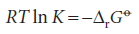 RT ln K = −ΔrG⦵